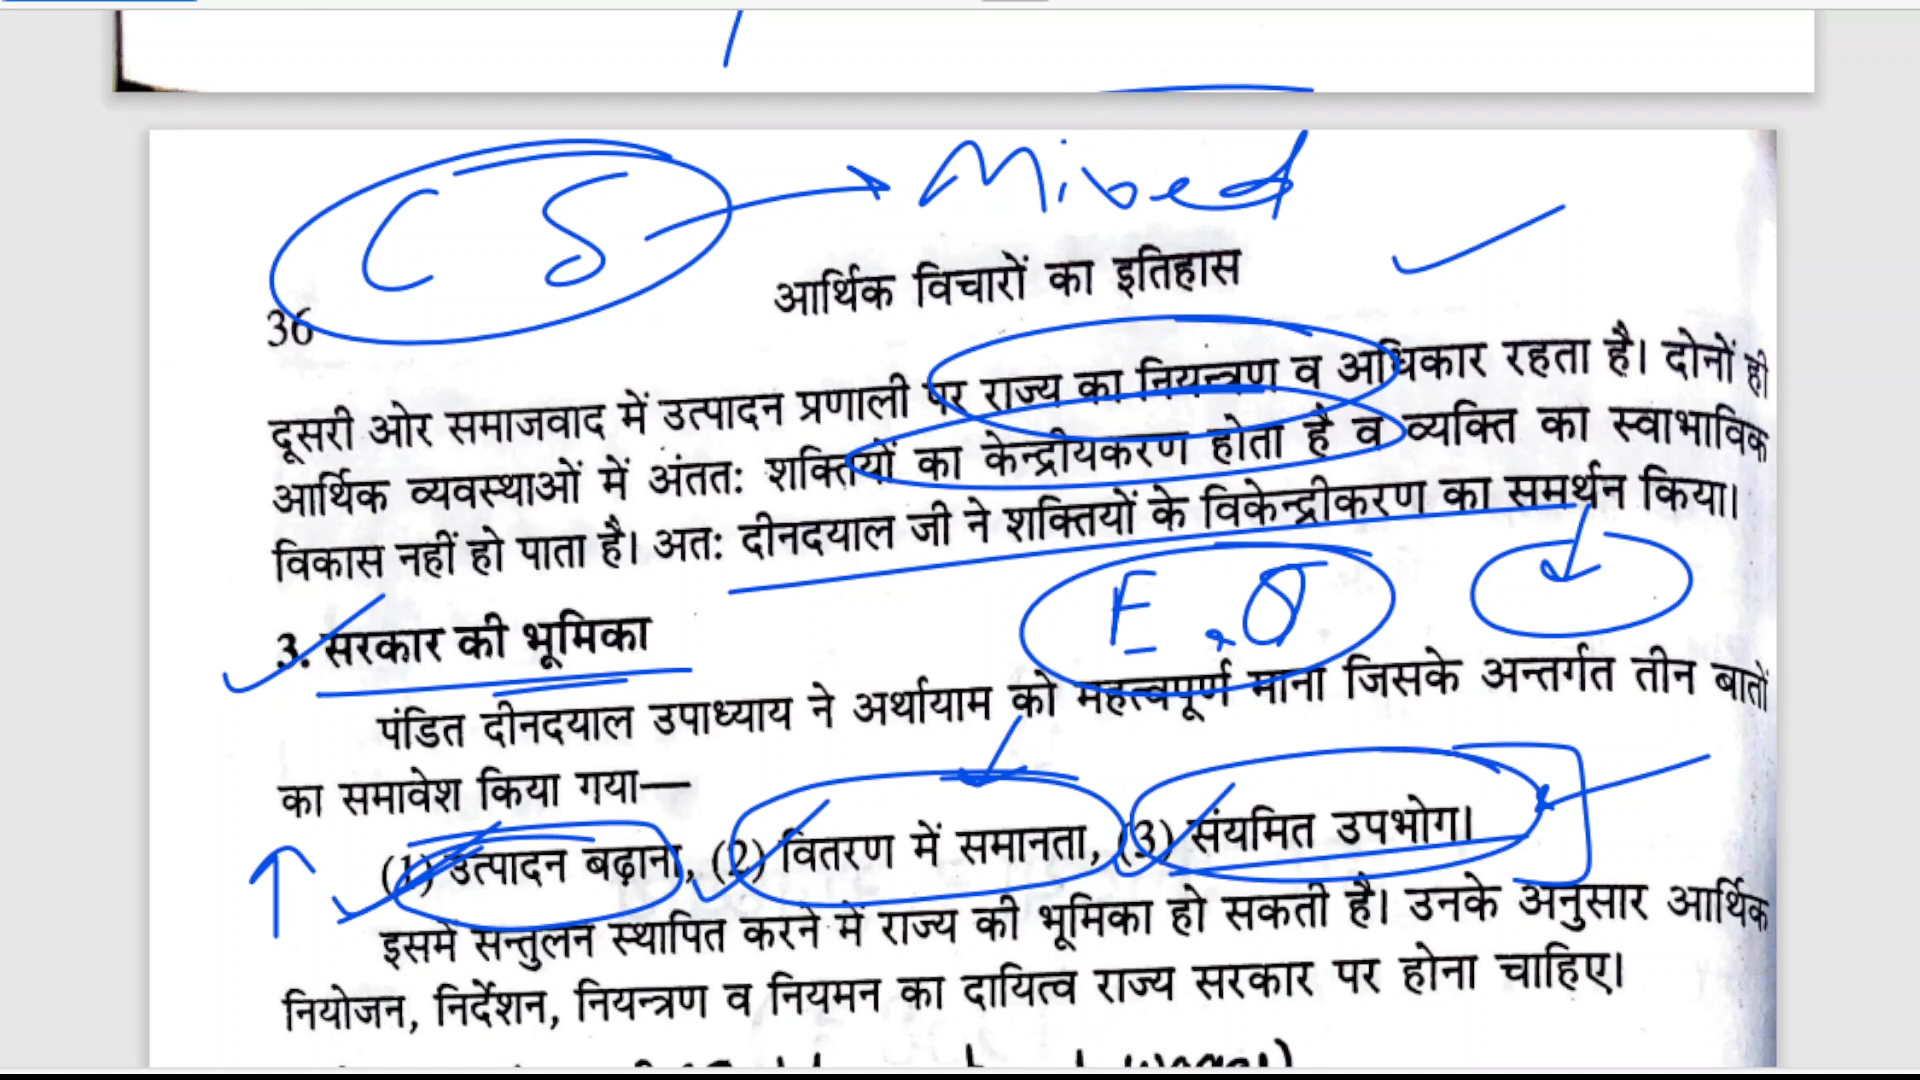 C S → Mixed
आर्थिक विचारों का इतिहास
36
दूसरी ओर समाजवाद में उत्पादन प्रणाली पर राज्य का नियन्त्रण व अधिकार रहता है। दोनों ही
आर्थिक व्यवस्थाओं में अंतत: शक्तियों का केन्द्रीयकरण होता है व व्यक्ति का स्वाभाविक
विकास नहीं हो पाता है। अत: दीनदयाल जी ने शक्तियों के विकेन्द्रीकरण का समर्थन किया।
3. सरकार की भूमिका
पंडित दीनदयाल उपाध्याय ने अर्थायाम को महत्वपूर्ण माना जिसके अन्तर्गत तीन बातों
का समावेश किया गया—
(1) उत्पादन बढ़ाना, (2) वितरण में समानता, (3) संयमित उपभोग।
इसमें सन्तुलन स्थापित करने में राज्य की भूमिका हो सकती है। उनके अनुसार आर्थिक
नियोजन, निर्देशन, नियन्त्रण व नियमन का दायित्व राज्य सरकार पर होना चाहिए।